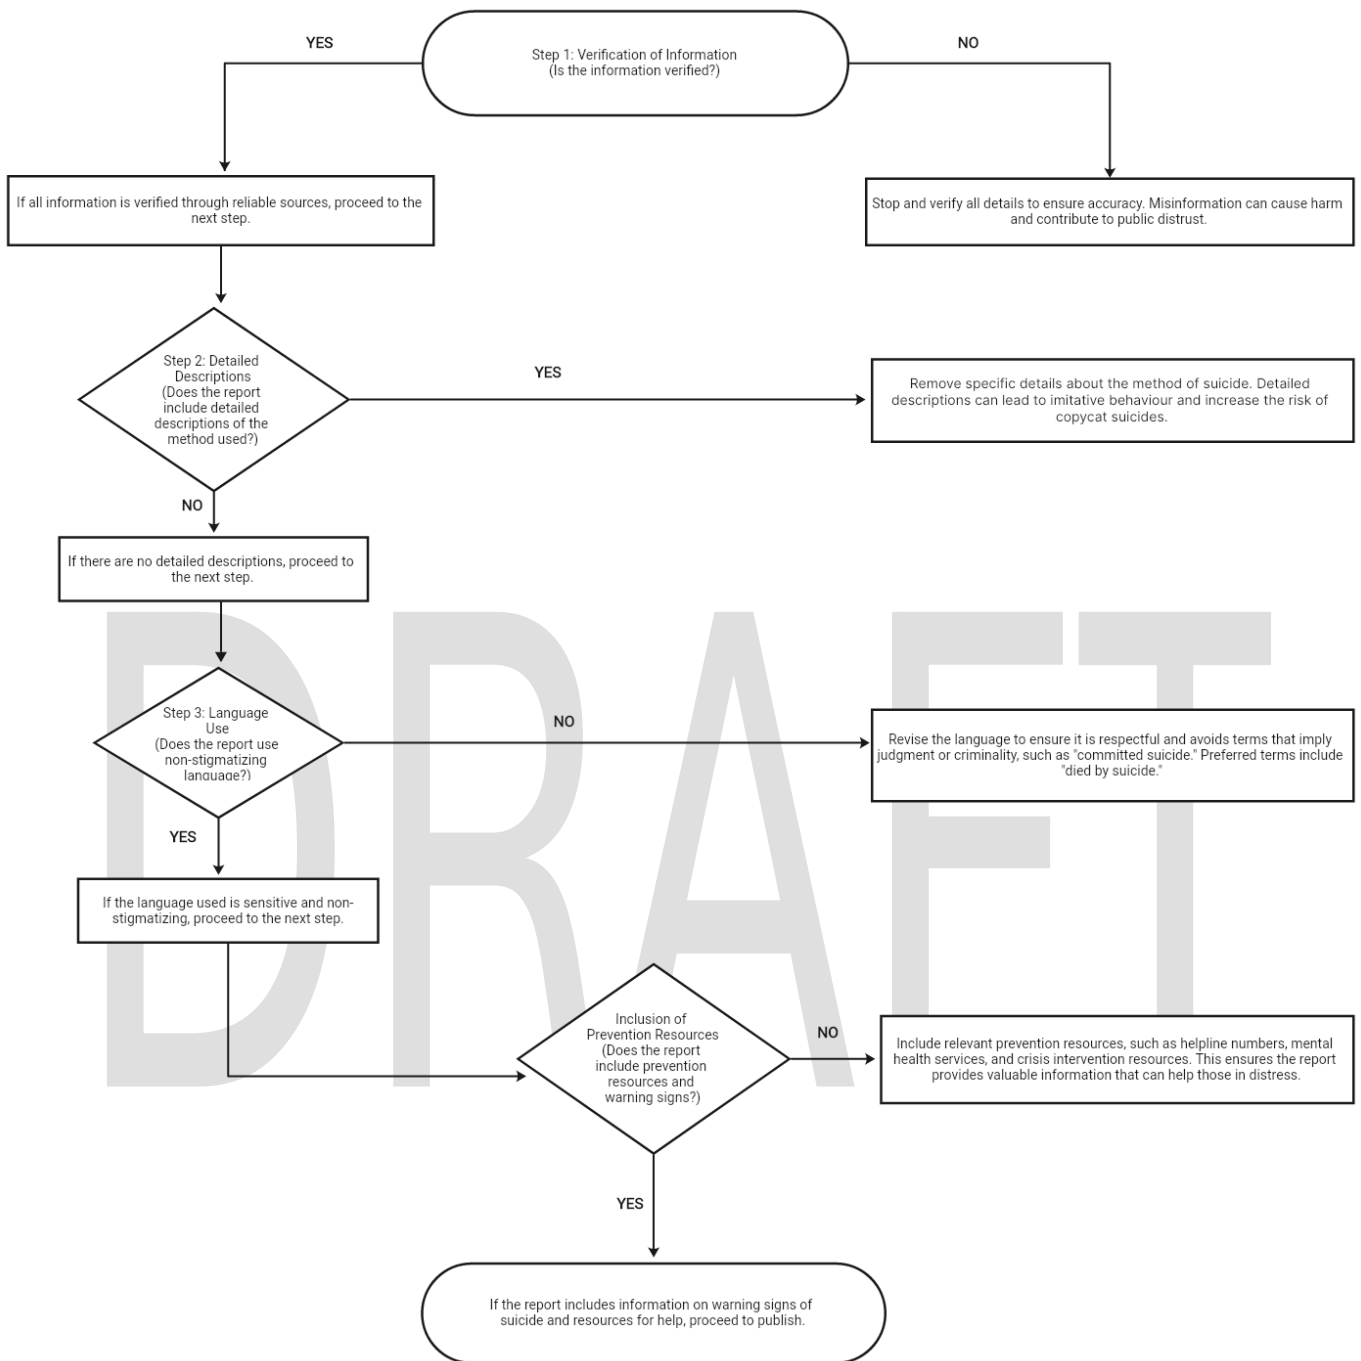 YES
Step 1: Verification of Information
(Is the information verified?)
NO
If all information is verified through reliable sources, proceed to the
next step.
Stop and verify all details to ensure accuracy. Misinformation can cause harm
and contribute to public distrust.
Step 2: Detailed
Descriptions
(Does the report
include detailed
descriptions of the
method used?)
YES
Remove specific details about the method of suicide. Detailed
descriptions can lead to imitative behaviour and increase the risk of
copycat suicides.
NO
If there are no detailed descriptions, proceed to
the next step.
DRAFT
Step 3: Language
Use
(Does the report use
non-stigmatizing
language?)
NO
Revise the language to ensure it is respectful and avoids terms that imply
judgment or criminality, such as "committed suicide." Preferred terms include
"died by suicide."
YES
If the language used is sensitive and non-
stigmatizing, proceed to the next step.
Inclusion of
Prevention Resources
(Does the report
include prevention
resources and
warning signs?)
NO
Include relevant prevention resources, such as helpline numbers, mental
health services, and crisis intervention resources. This ensures the report
provides valuable information that can help those in distress.
YES
If the report includes information on warning signs of
suicide and resources for help, proceed to publish.